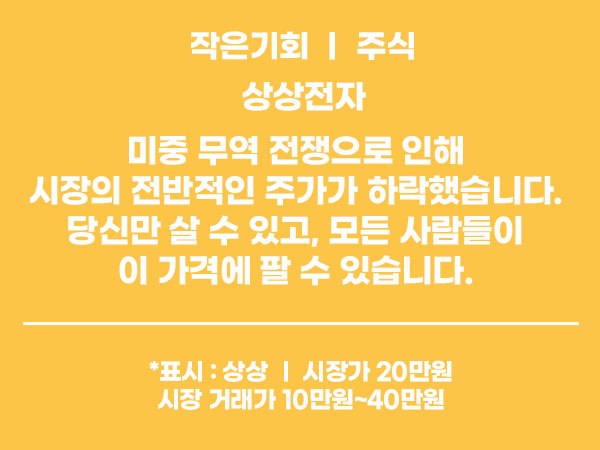 작은기회 ㅣ 주식
상상전자
미중 무역 전쟁으로 인해
시장의 전반적인 주가가 하락했습니다.
당신만 살 수 있고, 모든 사람들이
이 가격에 팔 수 있습니다.
*표시 : 상상 ㅣ 시장가 20만원
시장 거래가 10만원~40만원